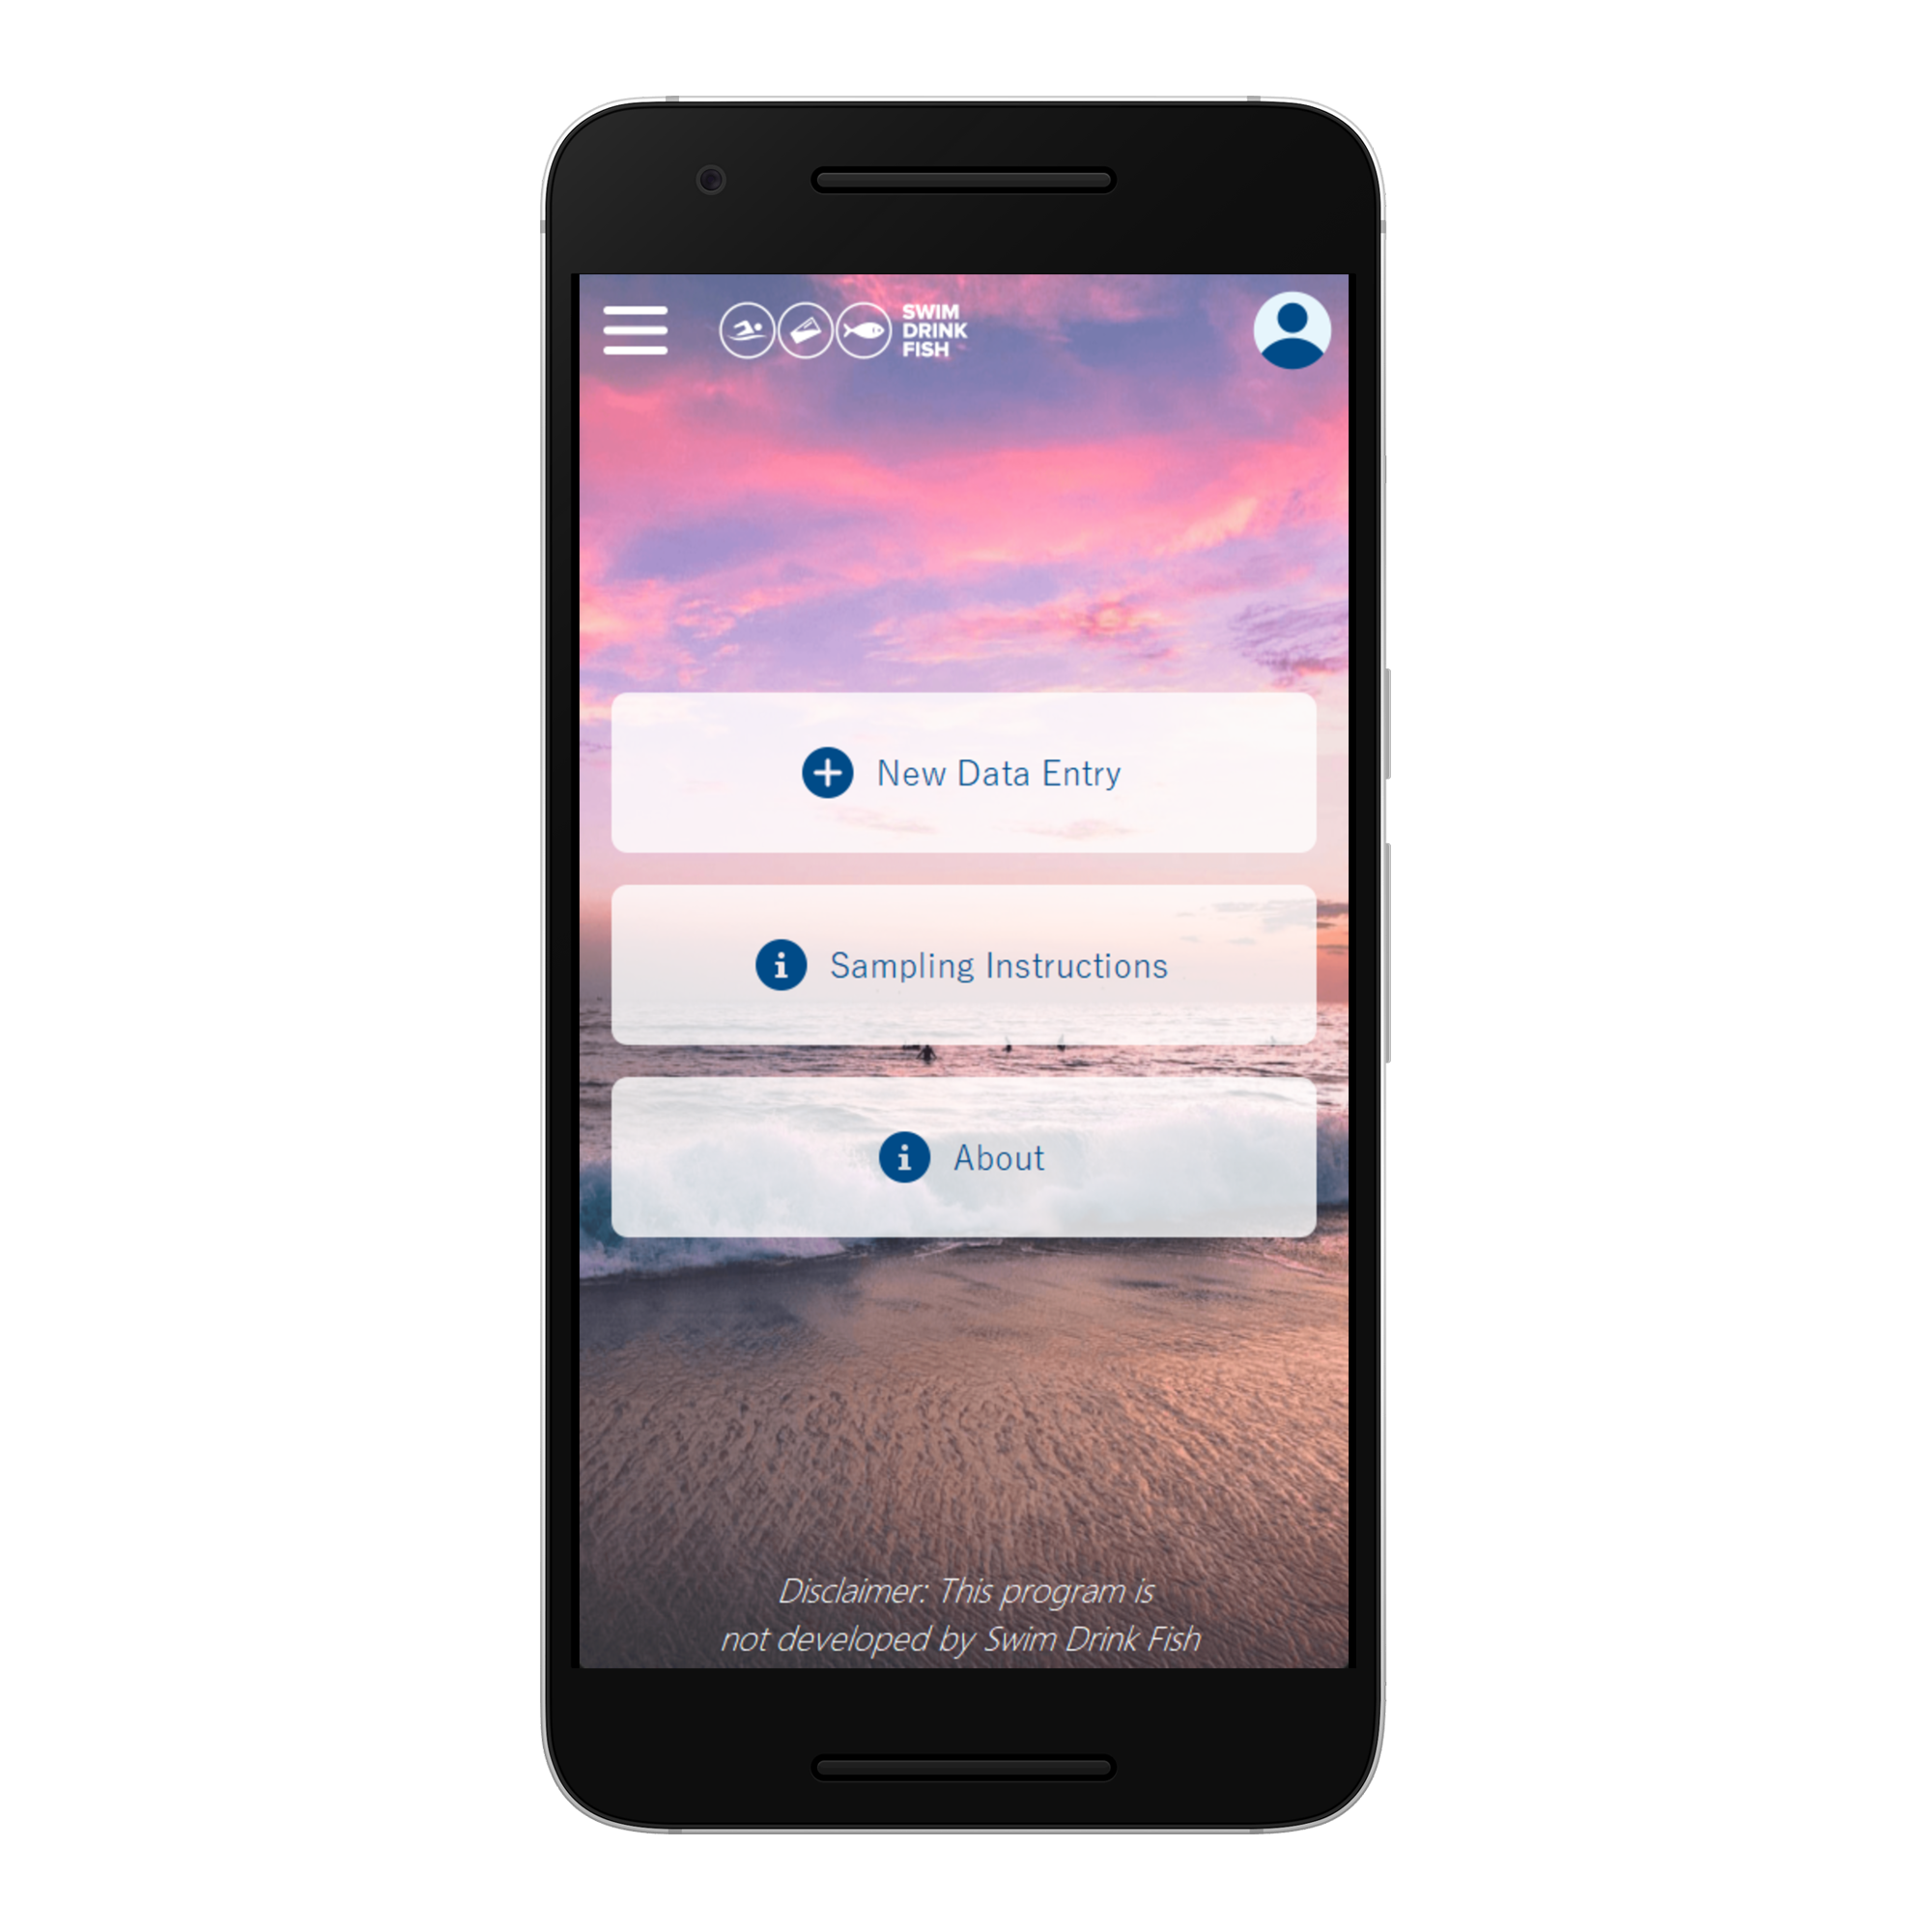 SWIM
DRINK
FISH
New Data Entry
Sampling Instructions
About
Disclaimer: This program is
not developed by Swim Drink Fish